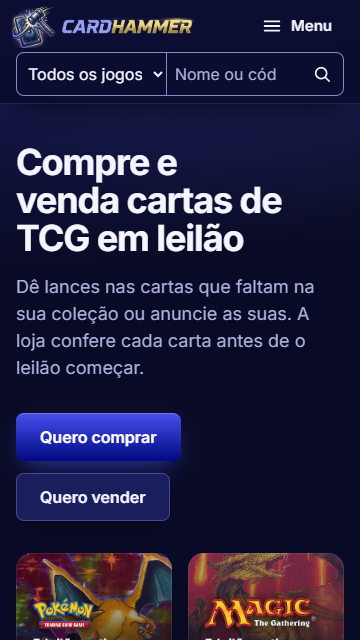 CARDHAMMER
Menu
Todos os jogos
Nome ou cód
Compre e
venda cartas de
TCG em leilão
Dê lances nas cartas que faltam na
sua coleção ou anuncie as suas. A
loja confere cada carta antes de o
leilão começar.
Quero comprar
Quero vender
POKÉMON
TRADING CARD GAME
MAGIC
The Gathering